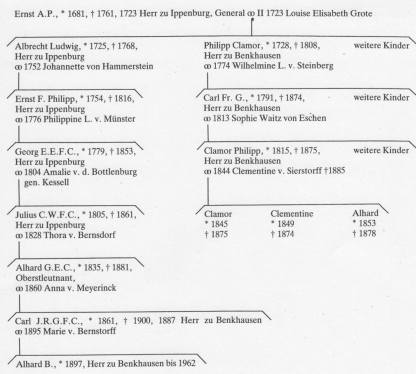 Ernst A.P., * 1681, † 1761, 1723 Herr zu Ippenburg, General ⚭ II 1723 Louise Elisabeth Grote
Albrecht Ludwig, * 1725, † 1768,
Herr zu Ippenburg
⚭ 1752 Johannette von Hammerstein
Philipp Clamor, * 1728, † 1808,
Herr zu Benkhausen
⚭ 1774 Wilhelmine L. v. Steinberg
weitere Kinder
Ernst F. Philipp, * 1754, † 1816,
Herr zu Ippenburg
⚭ 1776 Philippine L. v. Münster
Carl Fr. G., * 1791, † 1874,
Herr zu Benkhausen
⚭ 1813 Sophie Waitz von Eschen
weitere Kinder
Georg E.E.F.C., * 1779, † 1853,
Herr zu Ippenburg
⚭ 1804 Amalie v. d. Bottlenburg
gen. Kessell
Clamor Philipp, * 1815, † 1875,
Herr zu Benkhausen
⚭ 1844 Clementine v. Sierstorff †1885
weitere Kinder
Julius C.W.F.C., * 1805, † 1861,
Herr zu Ippenburg
⚭ 1828 Thora v. Bernsdorf
Clamor
* 1845
† 1875
Clementine
* 1849
† 1874
Alhard
* 1853
† 1878
Alhard G.E.C., * 1835, † 1881,
Oberstleutnant,
⚭ 1860 Anna v. Meyerinck
Carl J.R.G.F.C., * 1861, † 1900, 1887 Herr zu Benkhausen
⚭ 1895 Marie v. Bernstorff
Alhard B., * 1897, Herr zu Benkhausen bis 1962